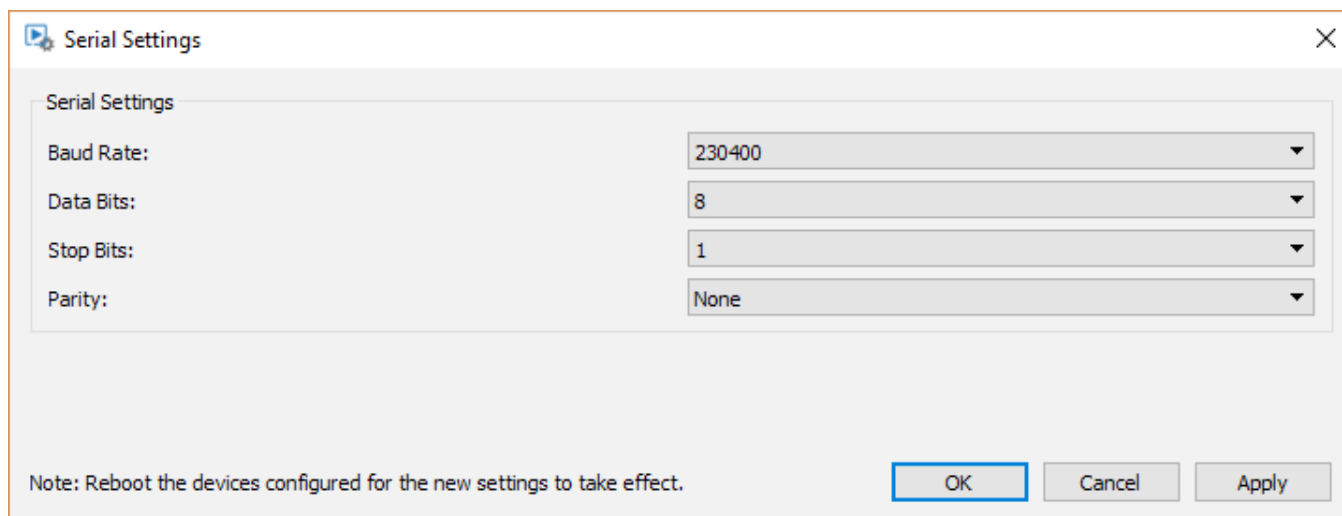 Serial Settings
Serial Settings
Baud Rate: 230400
Data Bits: 8
Stop Bits: 1
Parity: None
Note: Reboot the devices configured for the new settings to take effect. OK Cancel Apply